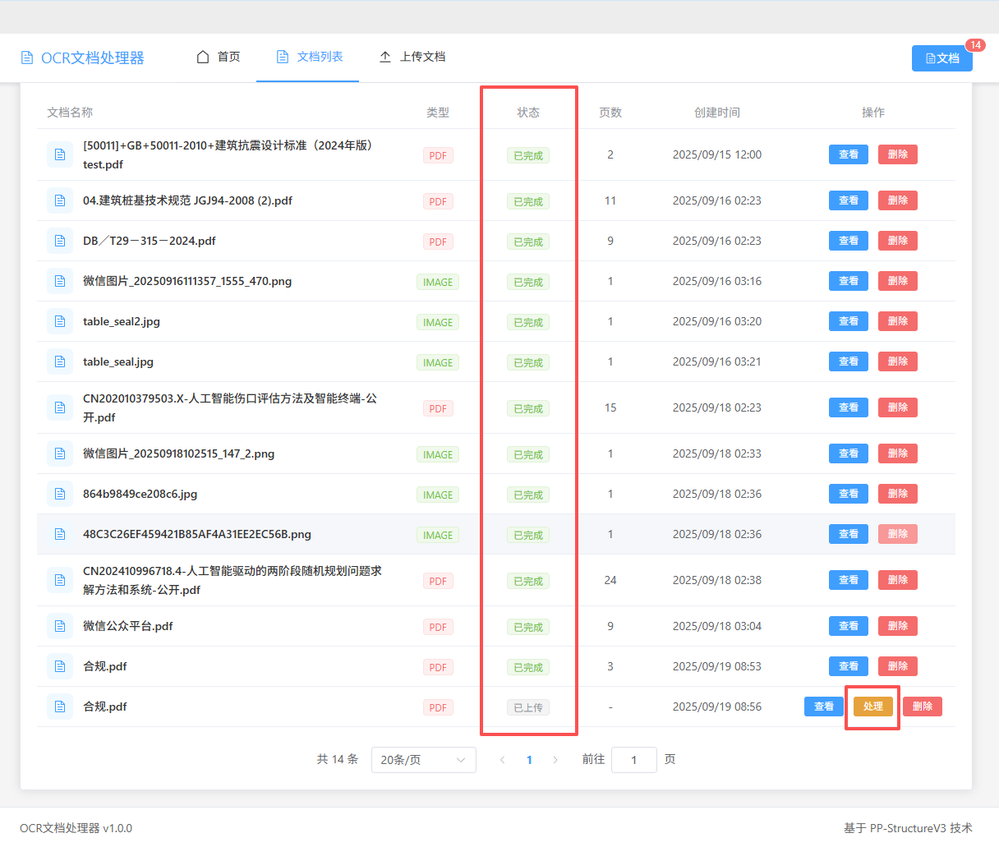 OCR文档处理器
首页
文档列表
上传文档
文档
14
文档名称 类型 状态 页数 创建时间 操作
[50011]+GB+50011-2010+建筑抗震设计标准（2024年版）
test.pdf
PDF 已完成 2 2025/09/15 12:00 查看 删除
04.建筑桩基技术规范 JGJ94-2008 (2).pdf PDF 已完成 11 2025/09/16 02:23 查看 删除
DB／T29－315－2024.pdf PDF 已完成 9 2025/09/16 02:23 查看 删除
微信图片_20250916111357_1555_470.png IMAGE 已完成 1 2025/09/16 03:16 查看 删除
table_seal2.jpg IMAGE 已完成 1 2025/09/16 03:20 查看 删除
table_seal.jpg IMAGE 已完成 1 2025/09/16 03:21 查看 删除
CN202010379503.X-人工智能伤口评估方法及智能终端-公
开.pdf
PDF 已完成 15 2025/09/18 02:23 查看 删除
微信图片_20250918102515_147_2.png IMAGE 已完成 1 2025/09/18 02:33 查看 删除
864b9849ce208c6.jpg IMAGE 已完成 1 2025/09/18 02:36 查看 删除
48C3C26EF459421B85AF4A31EE2EC56B.png IMAGE 已完成 1 2025/09/18 02:36 查看 删除
CN202410996718.4-人工智能驱动的两阶段随机规划问题求
解方法和系统-公开.pdf
PDF 已完成 24 2025/09/18 02:38 查看 删除
微信公众平台.pdf PDF 已完成 9 2025/09/18 03:04 查看 删除
合规.pdf PDF 已完成 3 2025/09/19 08:53 查看 删除
合规.pdf PDF 已上传 - 2025/09/19 08:56 查看 处理 删除
共 14 条 20条/页 1 前往 1 页
OCR文档处理器 v1.0.0
基于 PP-StructureV3 技术